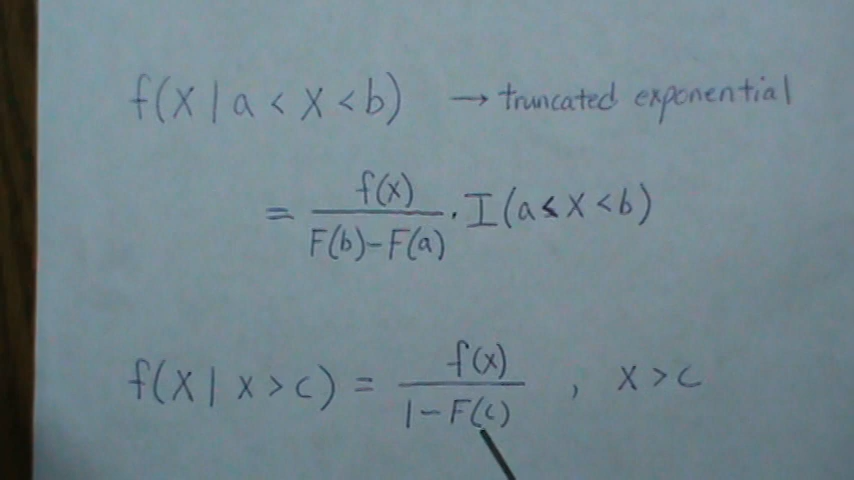 f(X | a < X < b) → truncated exponential
= f(x) / F(b) - F(a) · I(a < X < b)
f(X | X > c) = f(x) / 1 - F(c) , X > c